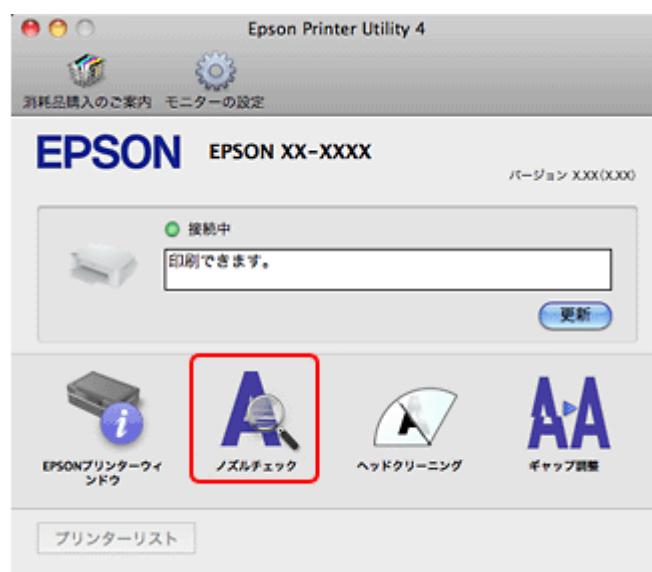 Epson Printer Utility 4
消耗品購入のご案内 モニターの設定
EPSON EPSON XX-XXXX
バージョン X.XX(X.XX)
接続中
印刷できます。
更新
EPSONプリンターウィ
ンドウ
ノズルチェック
ヘッドクリーニング
ギャップ調整
プリンターリスト